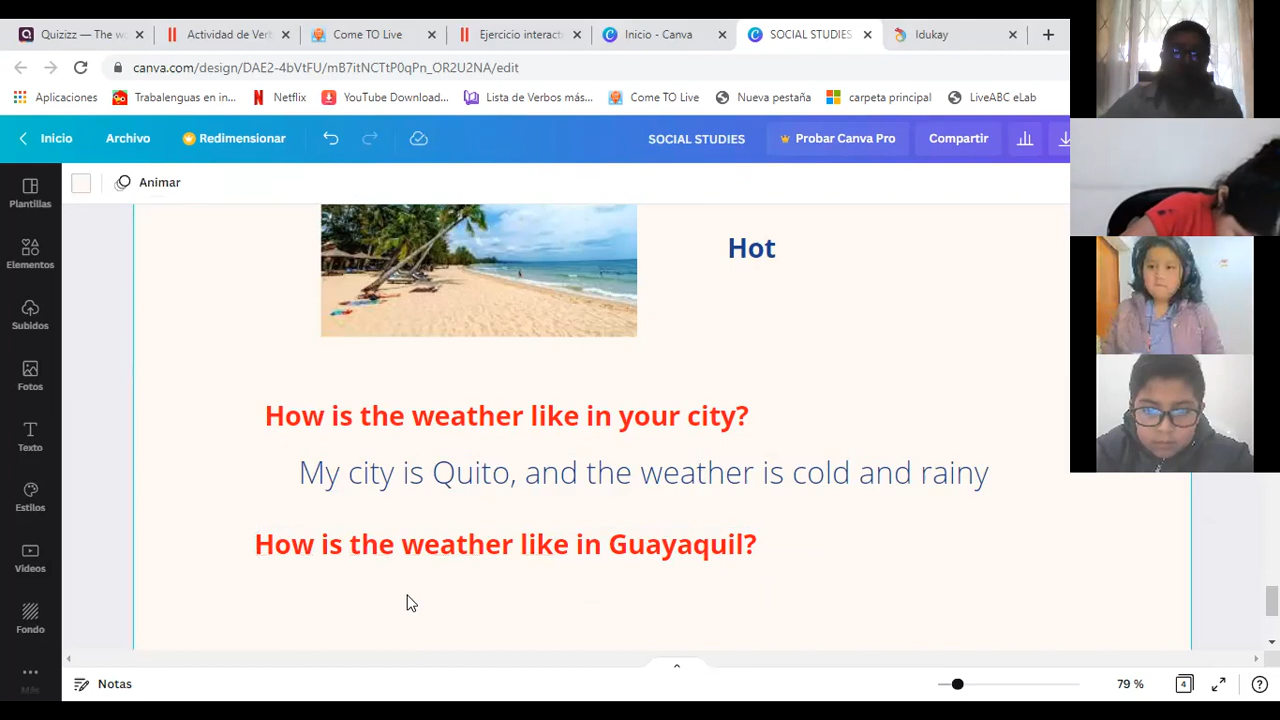 Quizizz — The w
Actividad de Ver
Come TO Live
Ejercicio interact
Inicio - Canva
SOCIAL STUDIES
Idukay
canva.com/design/DAE2-4bVtFU/mB7itNCTtP0qPn_OR2U2NA/edit
Aplicaciones
Trabalenguas en in...
Netflix
YouTube Download...
Lista de Verbos más...
Come TO Live
Nueva pestaña
carpeta principal
LiveABC eLab
Inicio
Archivo
Redimensionar
SOCIAL STUDIES
Probar Canva Pro
Compartir
Animar
Plantillas
Elementos
Subidos
Fotos
Texto
Estilos
Videos
Fondo
Más
Hot
How is the weather like in your city?
My city is Quito, and the weather is cold and rainy
How is the weather like in Guayaquil?
Notas
79 %
4